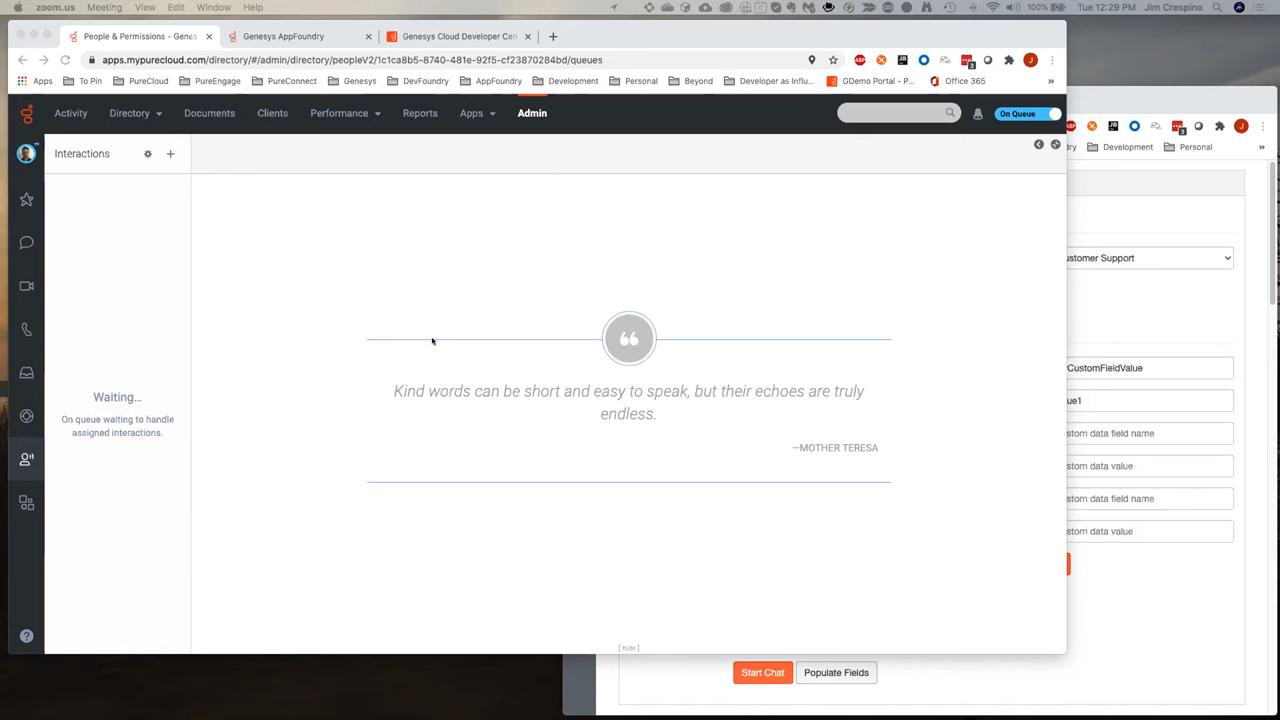 zoom.us Meeting View Edit Window Help
100% Tue 12:29 PM Jim Crespino
People & Permissions - Genes
Genesys AppFoundry
Genesys Cloud Developer Cen
apps.mypurecloud.com/directory/#/admin/directory/peopleV2/1c1ca8b5-8740-481e-92f5-cf23870284bd/queues
Apps To Pin PureCloud PureEngage PureConnect Genesys DevFoundry AppFoundry Development Personal Beyond Developer as Influ... GDemo Portal - P... Office 365 »
Activity Directory Documents Clients Performance Reports Apps Admin
On Queue
ndry Development Personal »
Interactions
Waiting...
On queue waiting to handle
assigned interactions.
Kind words can be short and easy to speak, but their echoes are truly
endless.
—MOTHER TERESA
[ hide ]
ustomer Support
CustomFieldValue
ue1
stom data field name
stom data value
stom data field name
stom data value
Start Chat
Populate Fields